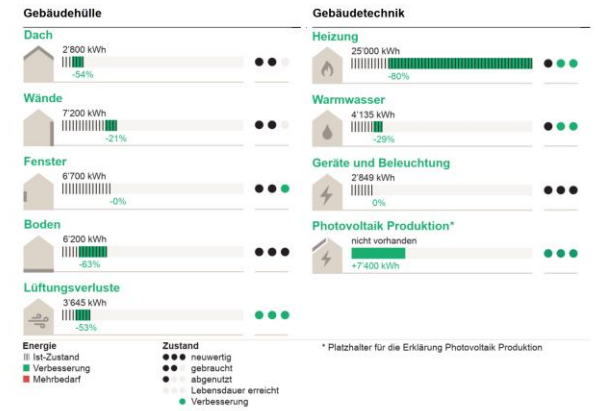 Gebäudehülle
Dach
2'800 kWh
-54%
Wände
7'200 kWh
-21%
Fenster
6'700 kWh
-0%
Boden
6'200 kWh
-63%
Lüftungsverluste
3'645 kWh
-53%
Gebäudetechnik
Heizung
25'000 kWh
-80%
Warmwasser
4'135 kWh
-29%
Geräte und Beleuchtung
2'849 kWh
0%
Photovoltaik Produktion*
nicht vorhanden
+7'400 kWh
Energie
Ist-Zustand
Verbesserung
Mehrbedarf
Zustand
neuwertig
gebraucht
abgenutzt
Lebensdauer erreicht
Verbesserung
* Platzhalter für die Erklärung Photovoltaik Produktion